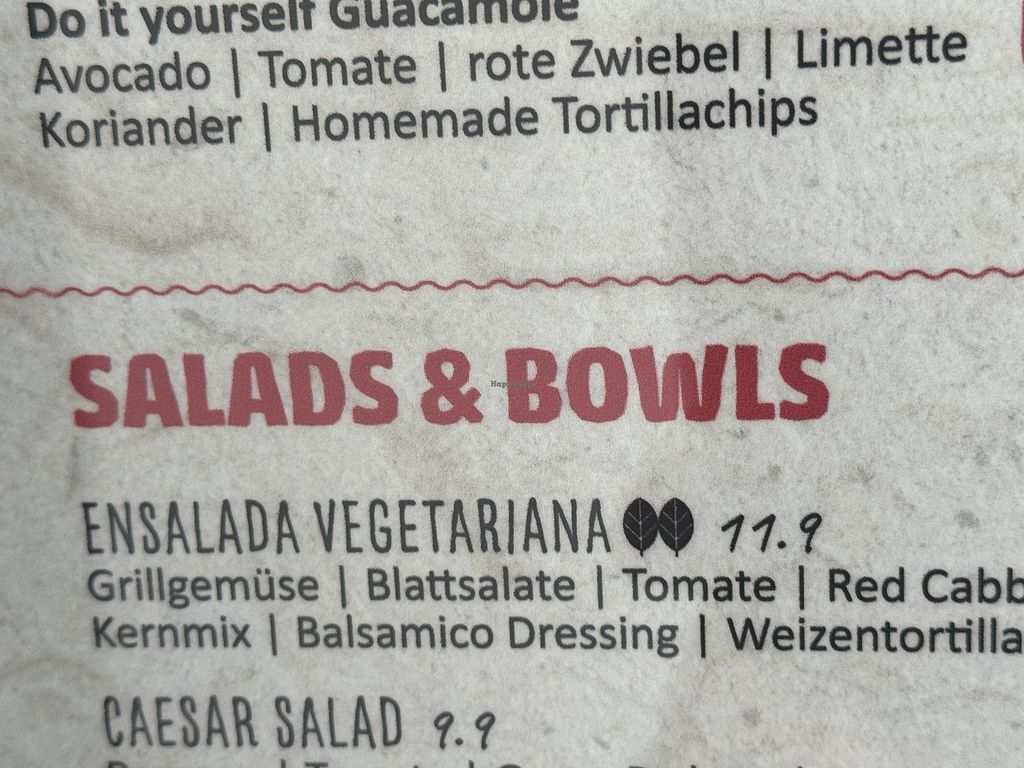 Do it yourself Guacamole
Avocado | Tomate | rote Zwiebel | Limette
Koriander | Homemade Tortillachips
SALADS & BOWLS
ENSALADA VEGETARIANA 11.9
Grillgemüse | Blattsalate | Tomate | Red Cabb
Kernmix | Balsamico Dressing | Weizentortilla
CAESAR SALAD 9.9